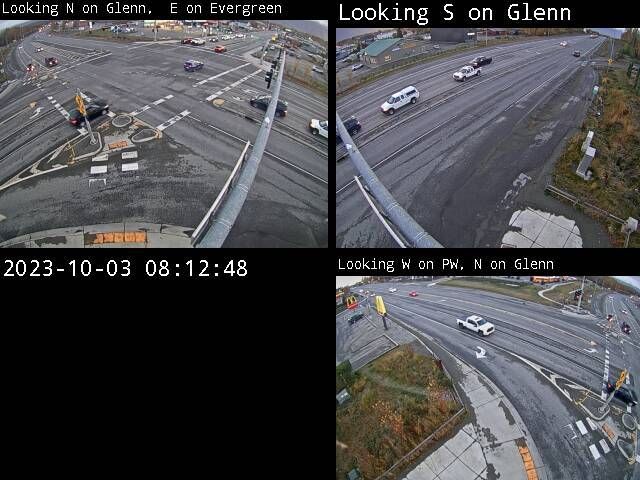 Looking N on Glenn,  E on Evergreen
Looking S on Glenn
2023-10-03 08:12:48
Looking W on PW, N on Glenn